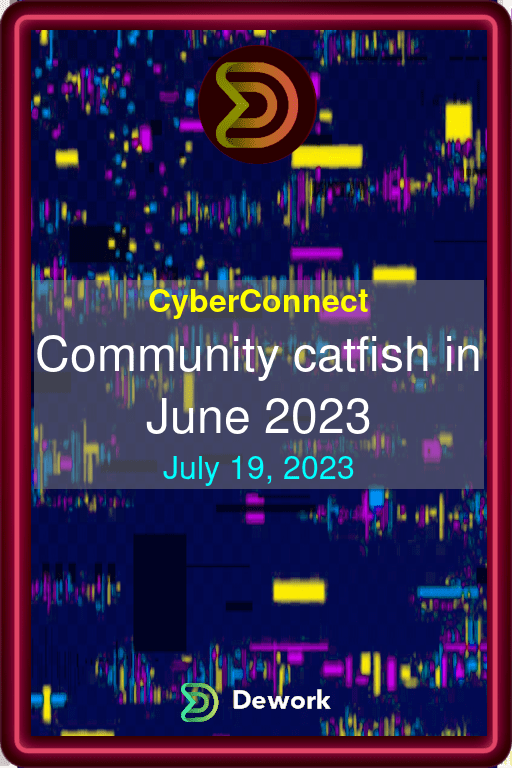 CyberConnect
Community catfish in
June 2023
July 19, 2023
Dework